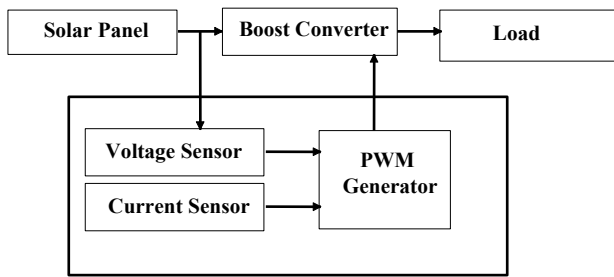 Solar Panel
Boost Converter
Load
Voltage Sensor
Current Sensor
PWM
Generator